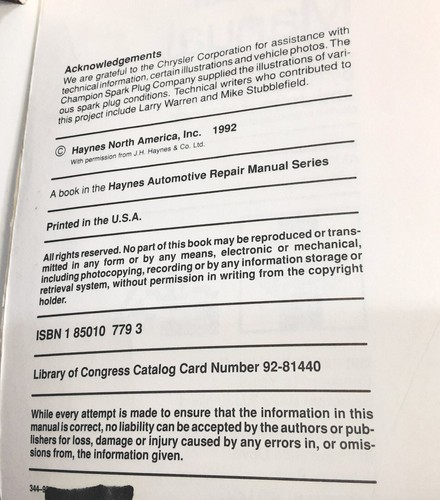 Acknowledgements
We are grateful to the Chrysler Corporation for assistance with
technical information, certain illustrations and vehicle photos. The
Champion Spark Plug Company supplied the illustrations of vari-
ous spark plug conditions. Technical writers who contributed to
this project include Larry Warren and Mike Stubblefield.
© Haynes North America, Inc. 1992
With permission from J.H. Haynes & Co. Ltd.
A book in the Haynes Automotive Repair Manual Series
Printed in the U.S.A.
All rights reserved. No part of this book may be reproduced or trans-
mitted in any form or by any means, electronic or mechanical,
including photocopying, recording or by any information storage or
retrieval system, without permission in writing from the copyright
holder.
ISBN 1 85010 779 3
Library of Congress Catalog Card Number 92-81440
While every attempt is made to ensure that the information in this
manual is correct, no liability can be accepted by the authors or pub-
lishers for loss, damage or injury caused by any errors in, or omis-
sions from, the information given.